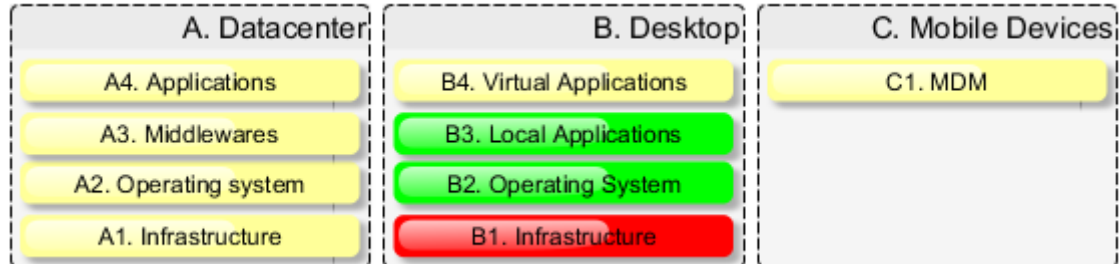 A. Datacenter
A4. Applications
A3. Middlewares
A2. Operating system
A1. Infrastructure
B. Desktop
B4. Virtual Applications
B3. Local Applications
B2. Operating System
B1. Infrastructure
C. Mobile Devices
C1. MDM